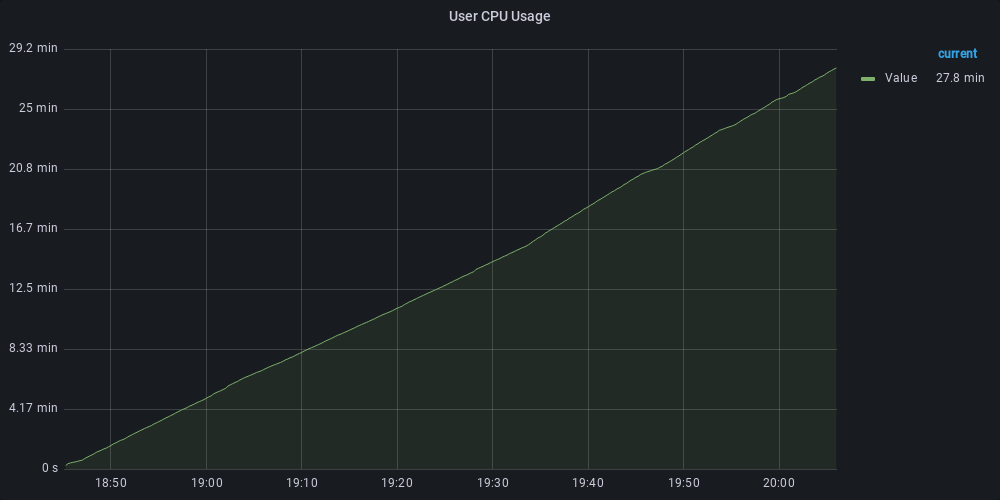 User CPU Usage
29.2 min
25 min
20.8 min
16.7 min
12.5 min
8.33 min
4.17 min
0 s
18:50 19:00 19:10 19:20 19:30 19:40 19:50 20:00
current
Value 27.8 min